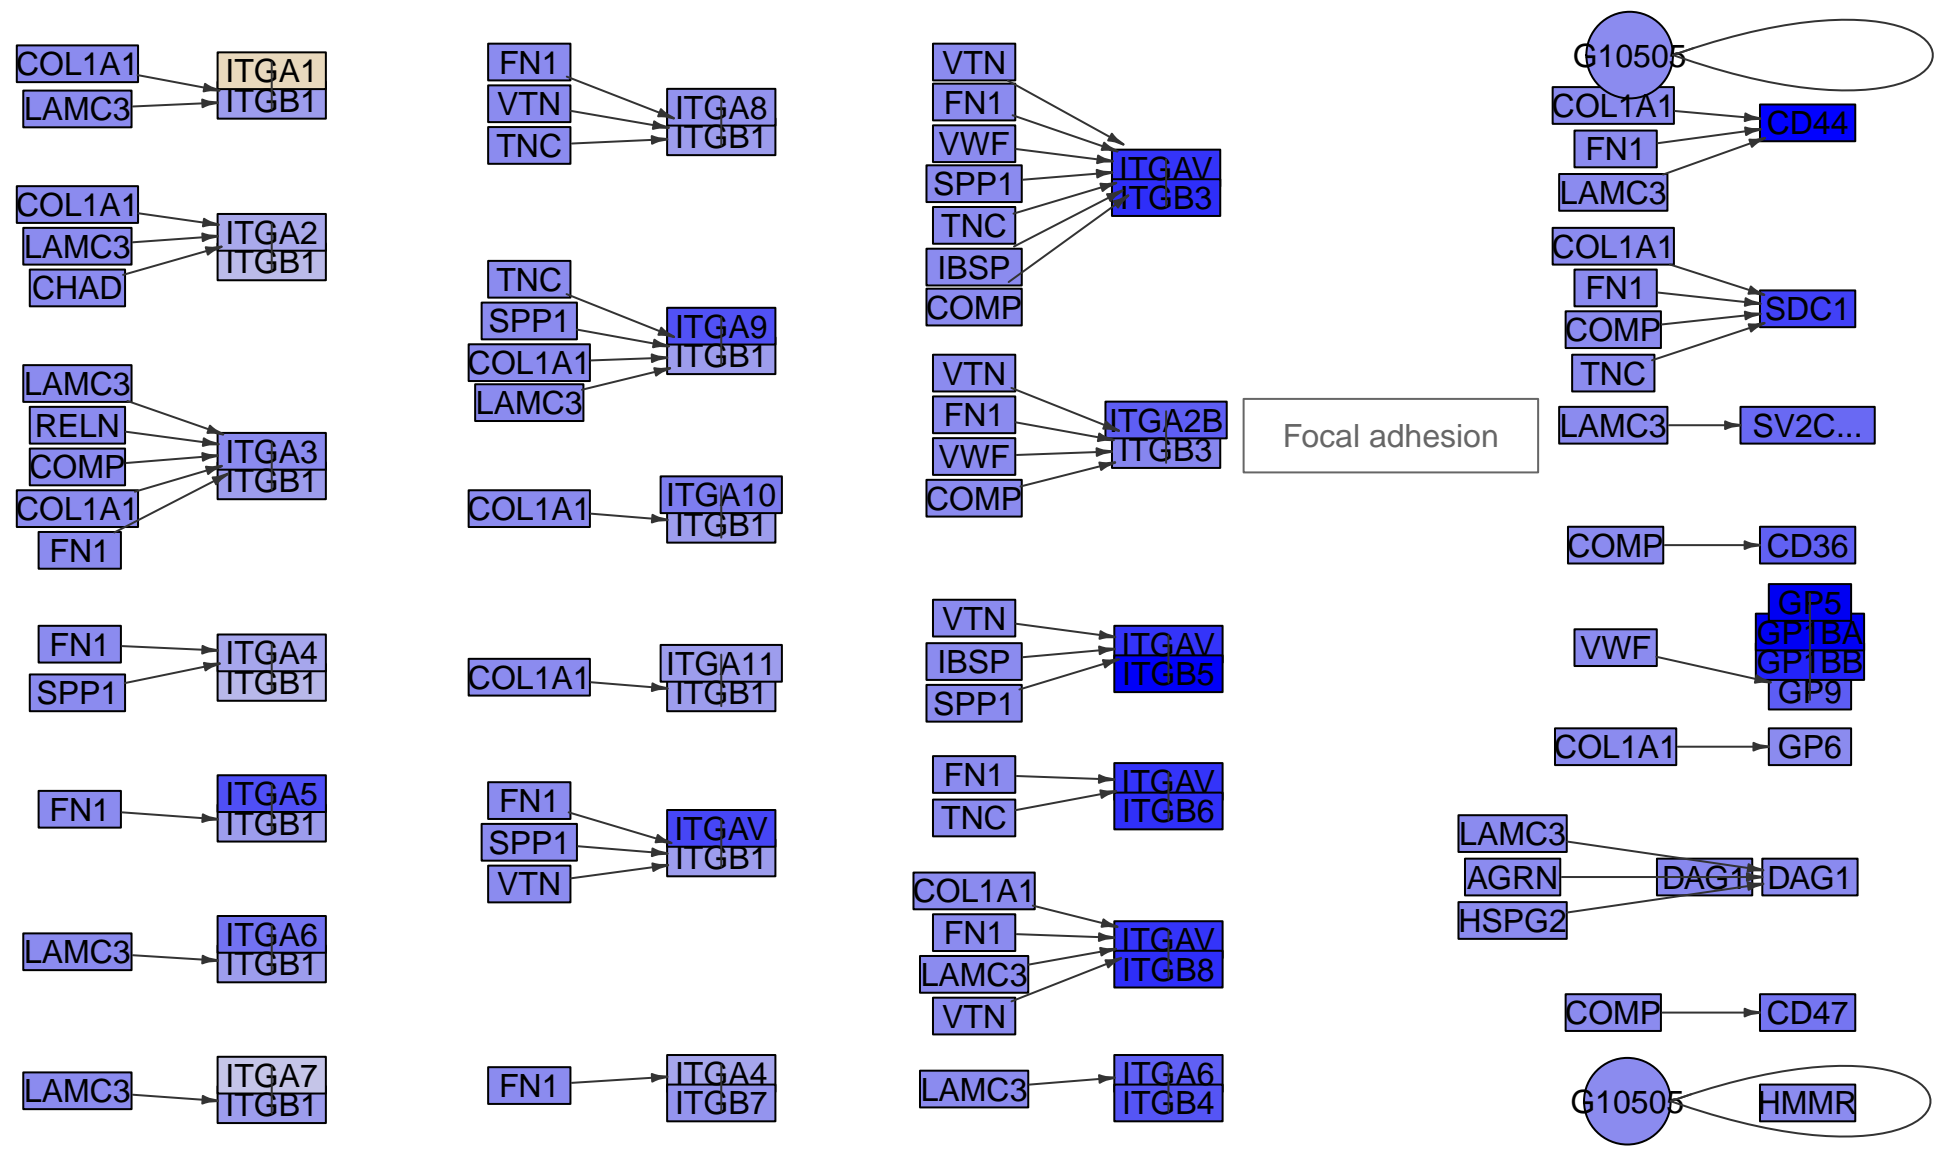 COL1A1
LAMC3
ITGA1
ITGB1
COL1A1
LAMC3
CHAD
ITGA2
ITGB1
LAMC3
RELN
COMP
COL1A1
FN1
ITGA3
ITGB1
FN1
SPP1
ITGA4
ITGB1
FN1
ITGA5
ITGB1
LAMC3
ITGA6
ITGB1
LAMC3
ITGA7
ITGB1
FN1
VTN
TNC
ITGA8
ITGB1
TNC
SPP1
COL1A1
LAMC3
ITGA9
ITGB1
COL1A1
ITGA10
ITGB1
COL1A1
ITGA11
ITGB1
FN1
SPP1
VTN
ITGAV
ITGB1
FN1
ITGA4
ITGB7
VTN
FN1
VWF
SPP1
TNC
IBSP
COMP
ITGAV
ITGB3
VTN
FN1
VWF
COMP
ITGA2B
ITGB3
Focal adhesion
VTN
IBSP
SPP1
ITGAV
ITGB5
FN1
TNC
ITGAV
ITGB6
COL1A1
FN1
LAMC3
VTN
ITGAV
ITGB8
LAMC3
ITGA6
ITGB4
G10505
COL1A1
FN1
LAMC3
CD44
COL1A1
FN1
COMP
TNC
SDC1
LAMC3
SV2C...
COMP
CD36
VWF
GP5
GP1BA
GP1BB
GP9
COL1A1
GP6
LAMC3
AGRN
HSPG2
DAG1
DAG1
COMP
CD47
G10505
HMMR